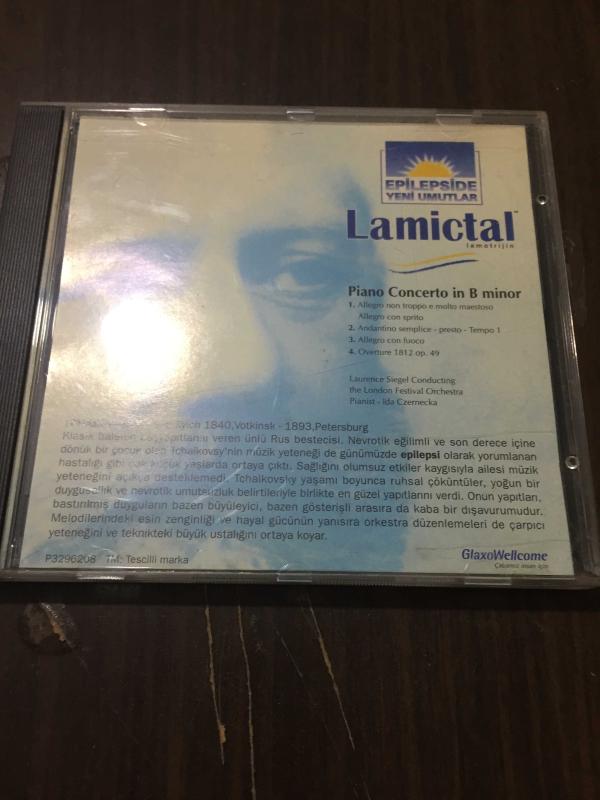 EPİLEPSİDE
YENİ UMUTLAR
Lamictal™
lamotrijin
Piano Concerto in B minor
1. Allegro non troppo e molto maestoso
Allegro con sprito
2. Andantino semplice - presto - Tempo 1
3. Allegro con fuoco
4. Overture 1812 op. 49
Laurence Siegel Conducting
the London Festival Orchestra
Pianist - Ida Czernecka
1840,Votkinsk - 1893,Petersburg
Klasik veren ünlü Rus bestecisi. Nevrotik eğilimli ve son derece içine
dönük bir çocuk olan Tchaikovsy'nin müzik yeteneği de günümüzde epilepsi olarak yorumlanan
hastalığı gibi çok küçük yaşlarda ortaya çıktı. Sağlığını olumsuz etkiler kaygısıyla ailesi müzik
yeteneğini açıkça desteklemedi. Tchaikovsky yaşamı boyunca ruhsal çöküntüler, yoğun bir
duygusallık ve nevrotik umutsuzluk belirtileriyle birlikte en güzel yapıtlarını verdi. Onun yapıtları,
bastırılmış duyguların bazen büyüleyici, bazen gösterişli arasıra da kaba bir dışavurumudur.
Melodilerindeki esin zenginliği ve hayal gücünün yanısıra orkestra düzenlemeleri de çarpıcı
yeteneğini ve teknikteki büyük ustalığını ortaya koyar.
P3296208 TM: Tescilli marka
GlaxoWellcome
Çabamız insan için